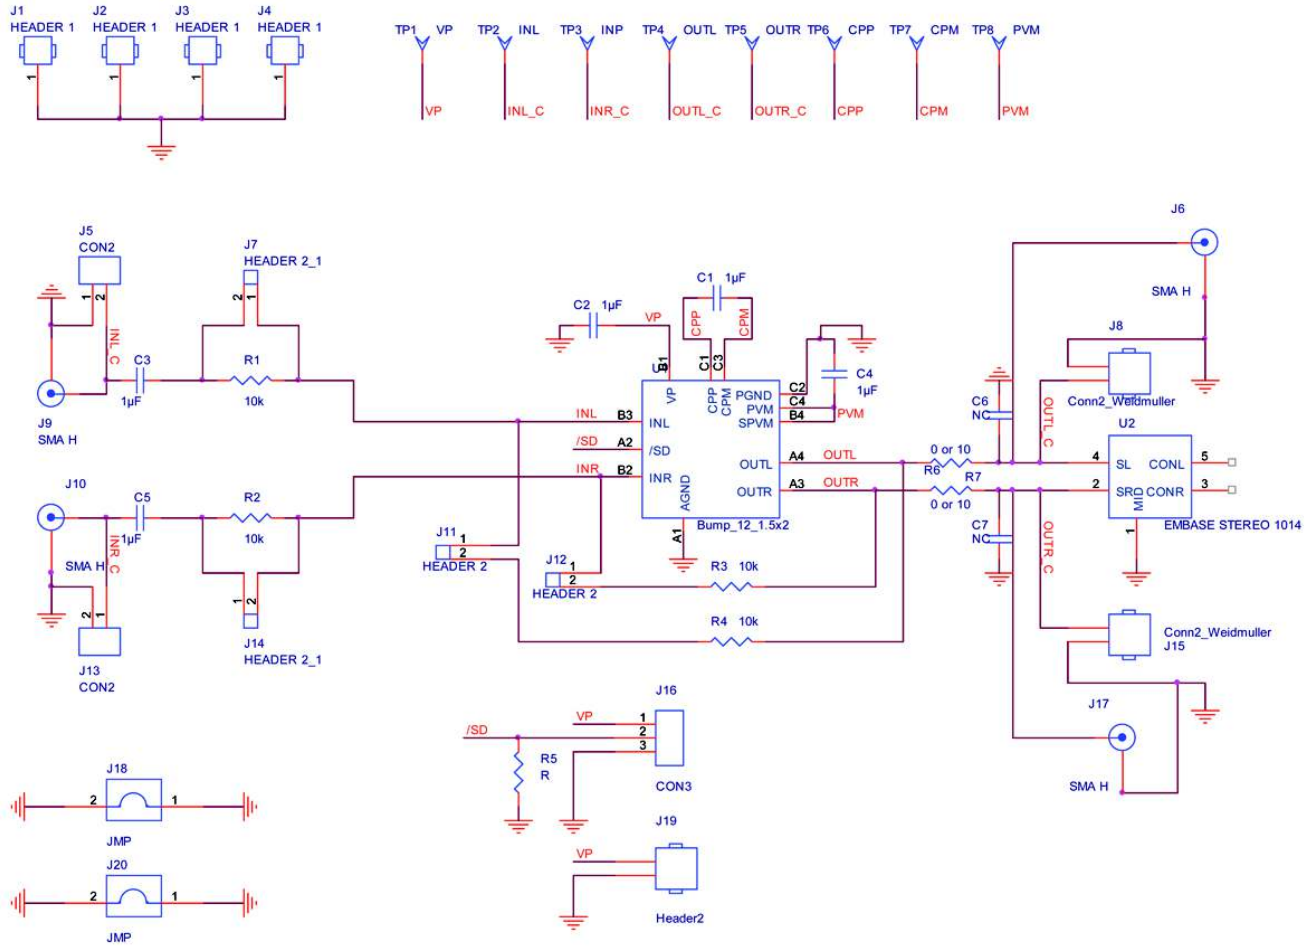 J1
HEADER 1
J2
HEADER 1
J3
HEADER 1
J4
HEADER 1
1
1
1
1
TP1 VP
TP2 INL
TP3 INP
TP4 OUTL
TP5 OUTR
TP6 CPP
TP7 CPM
TP8 PVM
VP
INL_C
INR_C
OUTL_C
OUTR_C
CPP
CPM
PVM
J5
CON2
1
2
INL_C
J9
SMA H
C3
1µF
J7
HEADER 2_1
2
1
R1
10k
J10
SMA H
C5
1µF
INR_C
2
1
J13
CON2
R2
10k
1
2
J14
HEADER 2_1
C2 1µF
VP
C1 1µF
CPP
CPM
B1
C1
C3
VP
CPP
CPM
C2
PGND
C4
PVM
B4
SPVM
C4
1µF
PVM
INL
B3
INL
/SD
A2
/SD
INR
B2
INR
OUTL
A4
OUTL
OUTR
A3
OUTR
AGND
A1
Bump_12_1.5x2
J11
1
2
HEADER 2
J12
1
2
HEADER 2
R3 10k
R4 10k
0 or 10
R6
R7
0 or 10
C6
NC
C7
NC
OUTL_C
OUTR_C
J6
SMA H
J8
Conn2_Weidmuller
U2
4
SL
CONL
5
2
SRD
CONR
3
MID
1
EMBASE STEREO 1014
Conn2_Weidmuller
J15
J17
SMA H
J16
VP
1
/SD
2
3
CON3
R5
R
J19
VP
Header2
J18
2
1
JMP
J20
2
1
JMP